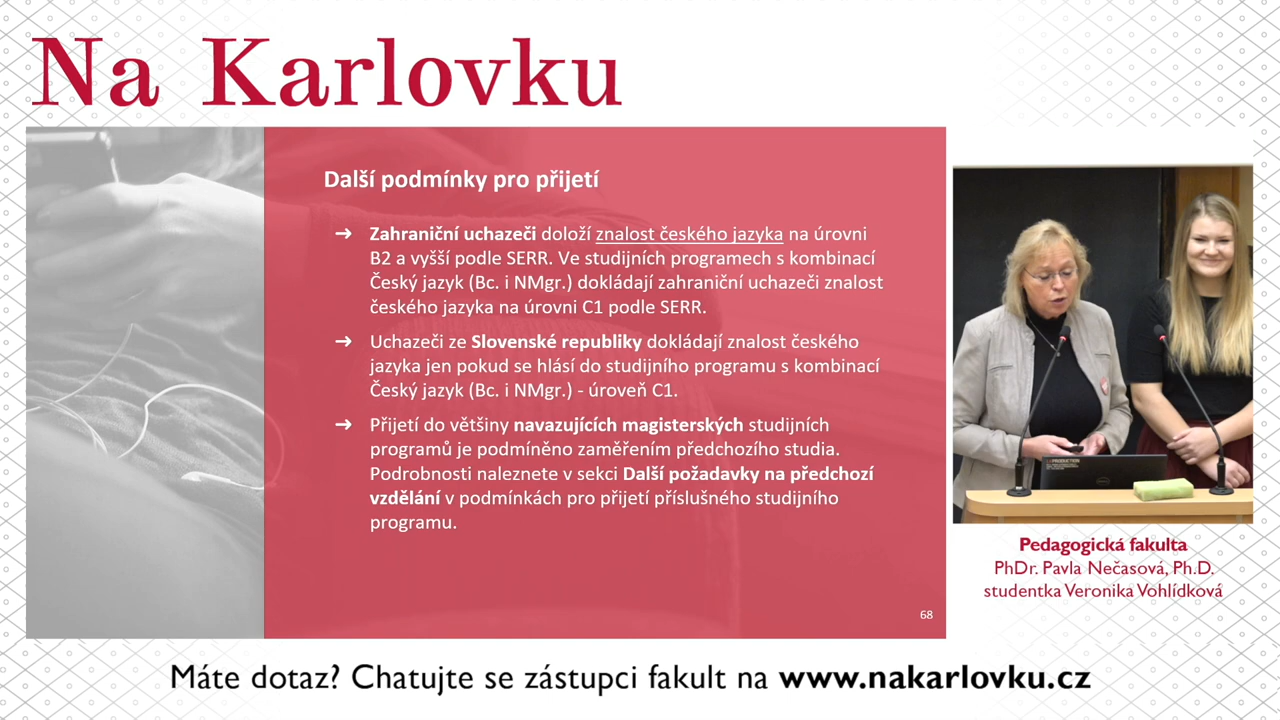 Na Karlovku
Další podmínky pro přijetí
➔ Zahraniční uchazeči doloží znalost českého jazyka na úrovni
B2 a vyšší podle SERR. Ve studijních programech s kombinací
Český jazyk (Bc. i NMgr.) dokládají zahraniční uchazeči znalost
českého jazyka na úrovni C1 podle SERR.
➔ Uchazeči ze Slovenské republiky dokládají znalost českého
jazyka jen pokud se hlásí do studijního programu s kombinací
Český jazyk (Bc. i NMgr.) - úroveň C1.
➔ Přijetí do většiny navazujících magisterských studijních
programů je podmíněno zaměřením předchozího studia.
Podrobnosti naleznete v sekci Další požadavky na předchozí
vzdělání v podmínkách pro přijetí příslušného studijního
programu.
68
Pedagogická fakulta
PhDr. Pavla Nečasová, Ph.D.
studentka Veronika Vohlídková
Máte dotaz? Chatujte se zástupci fakult na www.nakarlovku.cz